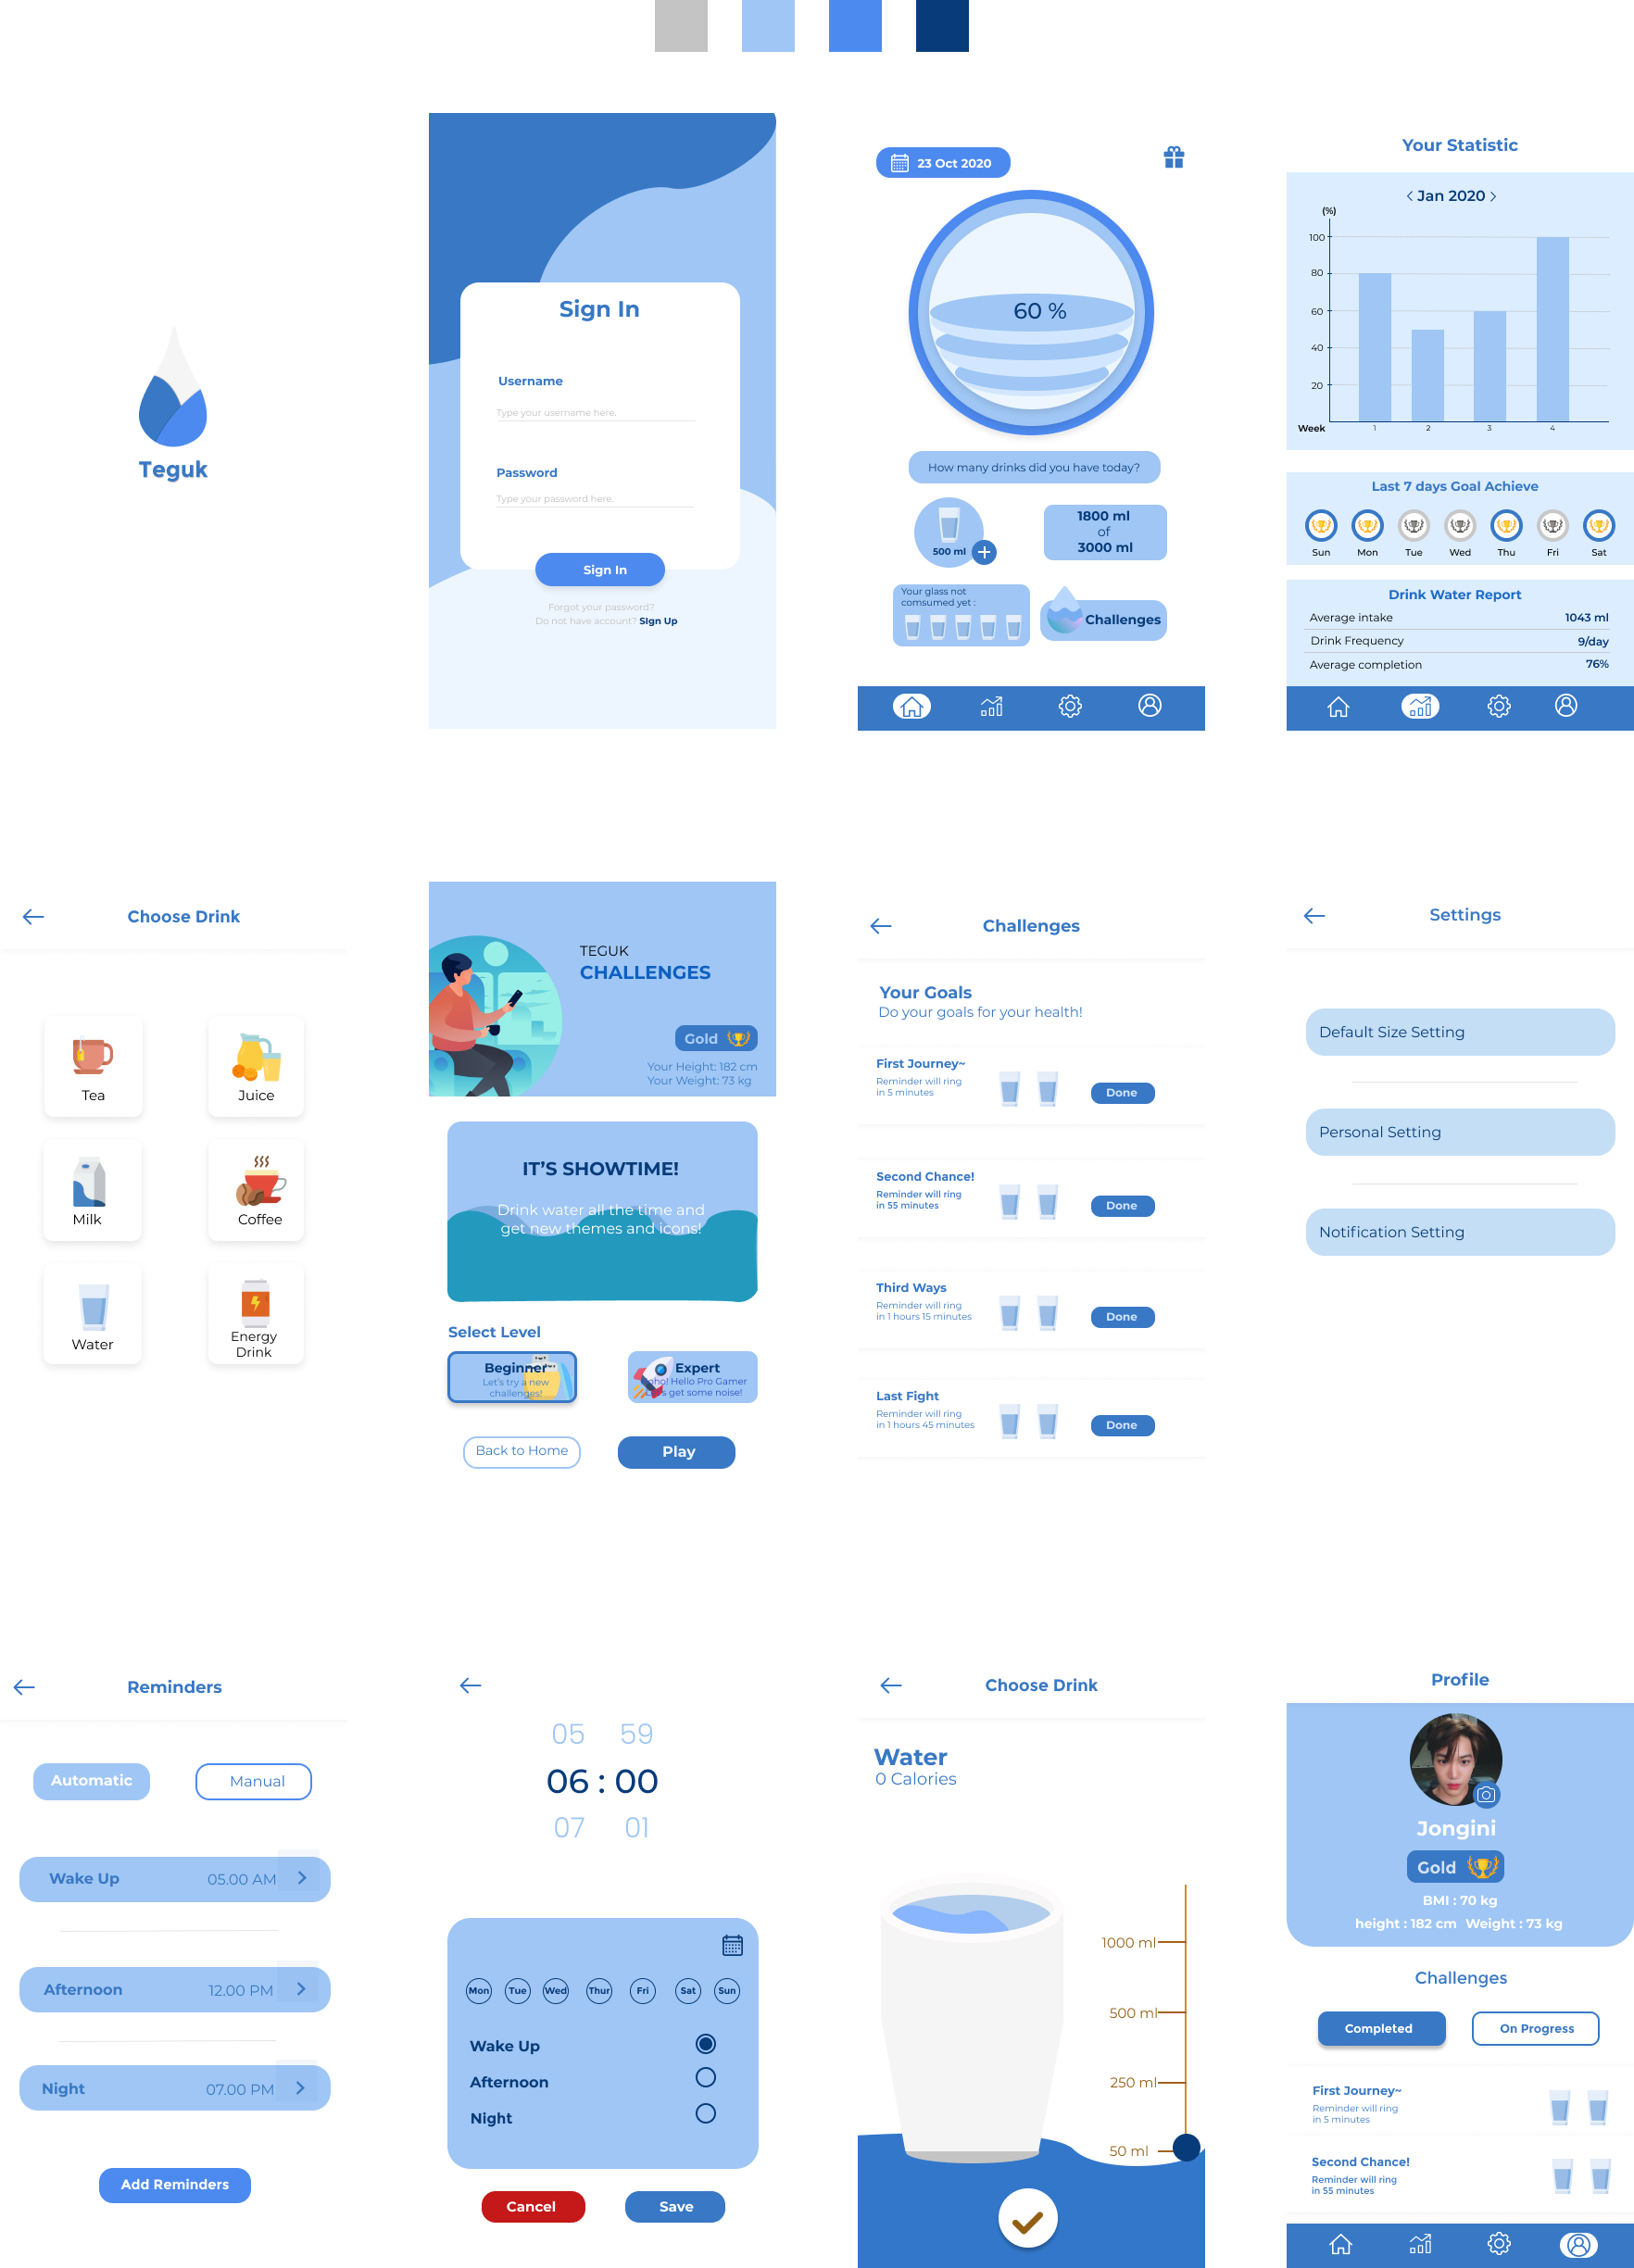 Teguk
Sign In
Username
Type your username here.
Password
Type your password here.
Sign In
Forgot your password?
Do not have account? Sign Up
23 Oct 2020
60 %
How many drinks did you have today?
500 ml
1800 ml
of
3000 ml
Your glass not
comsumed yet :
Challenges
Your Statistic
Jan 2020
(%)
100
80
60
40
20
Week
1 2 3 4
Last 7 days Goal Achieve
Sun Mon Tue Wed Thu Fri Sat
Drink Water Report
Average intake 1043 ml
Drink Frequency 9/day
Average completion 76%
Choose Drink
Tea Juice
Milk Coffee
Water Energy
Drink
TEGUK
CHALLENGES
Gold
Your Height: 182 cm
Your Weight: 73 kg
IT'S SHOWTIME!
Drink water all the time and
get new themes and icons!
Select Level
Beginner
Let's try a new
challenges!
Expert
Hello Pro Gamer
get some noise!
Back to Home Play
Challenges
Your Goals
Do your goals for your health!
First Journey~
Reminder will ring
in 5 minutes
Done
Second Chance!
Reminder will ring
in 55 minutes
Done
Third Ways
Reminder will ring
in 1 hours 15 minutes
Done
Last Fight
Reminder will ring
in 1 hours 45 minutes
Done
Settings
Default Size Setting
Personal Setting
Notification Setting
Reminders
Automatic Manual
Wake Up 05.00 AM
Afternoon 12.00 PM
Night 07.00 PM
Add Reminders
05 59
06 : 00
07 01
Mon Tue Wed Thur Fri Sat Sun
Wake Up
Afternoon
Night
Cancel Save
Choose Drink
Water
0 Calories
1000 ml
500 ml
250 ml
50 ml
Profile
Jongini
Gold
BMI : 70 kg
height : 182 cm Weight : 73 kg
Challenges
Completed On Progress
First Journey~
Reminder will ring
in 5 minutes
Second Chance!
Reminder will ring
in 55 minutes